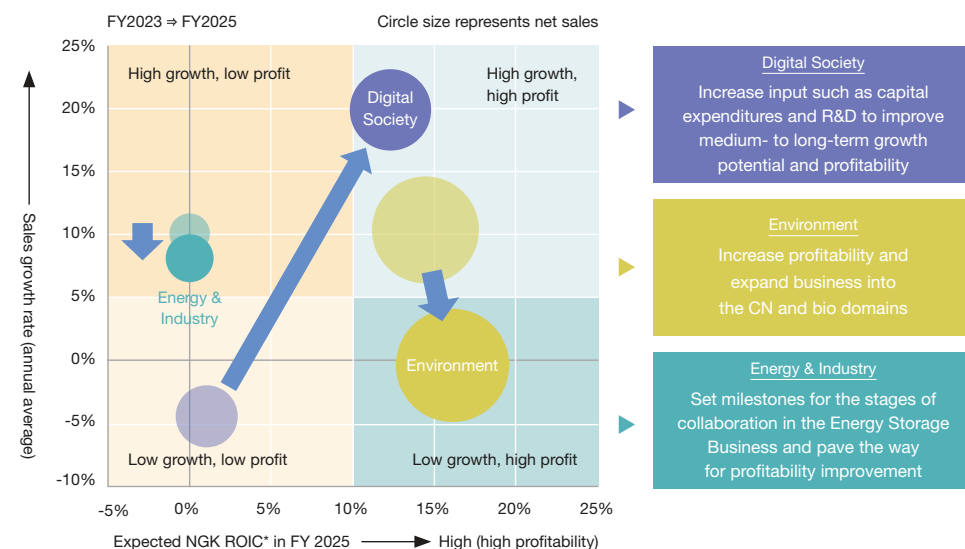 FY2023 ⇒ FY2025
Circle size represents net sales
25%
20%
15%
10%
5%
0%
-5%
-10%
Sales growth rate (annual average)
High growth, low profit
High growth,
high profit
Digital
Society
Energy &
Industry
Environment
Low growth, low profit
Low growth, high profit
-5%
0%
5%
10%
15%
20%
25%
Expected NGK ROIC* in FY 2025
High (high profitability)
Digital Society
Increase input such as capital
expenditures and R&D to improve
medium- to long-term growth
potential and profitability
Environment
Increase profitability and
expand business into
the CN and bio domains
Energy & Industry
Set milestones for the stages of
collaboration in the Energy Storage
Business and pave the way
for profitability improvement